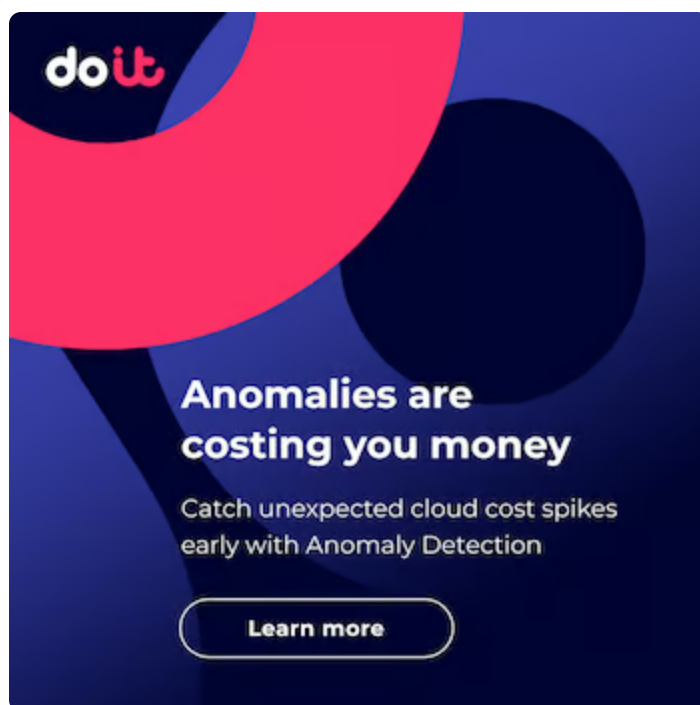 doit
Anomalies are
costing you money
Catch unexpected cloud cost spikes
early with Anomaly Detection
Learn more